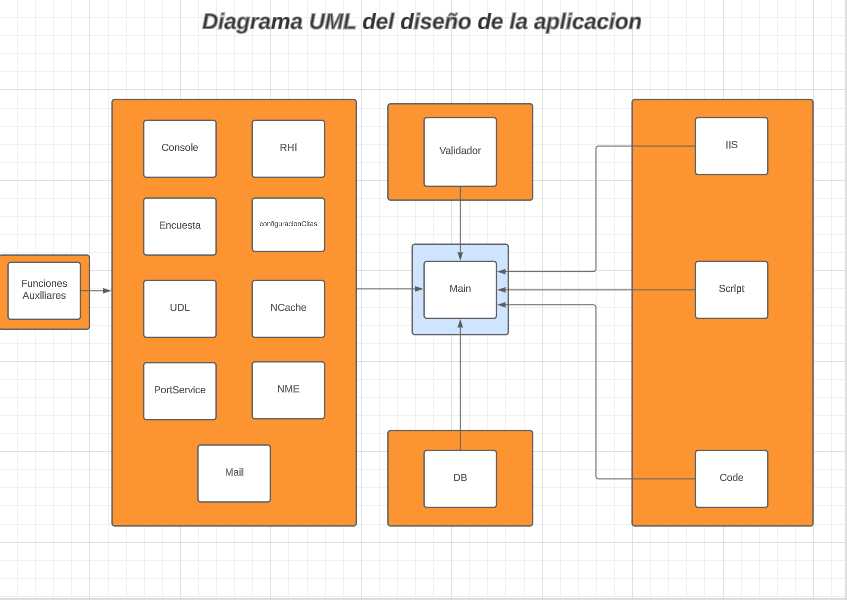 Diagrama UML del diseño de la aplicacion
Console
RHI
Validador
IIS
Encuesta
configuracionCitas
Funciones
Auxiliares
UDL
NCache
Main
Script
PortService
NME
Mail
DB
Code